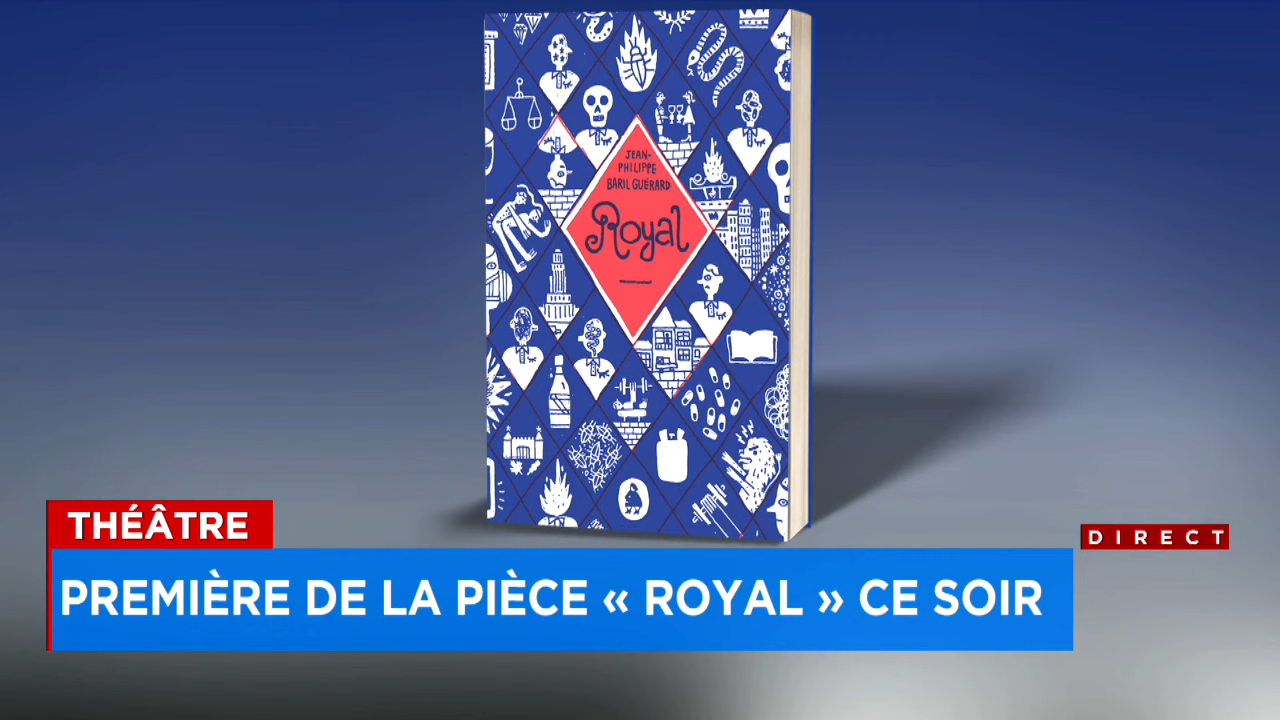 JEAN-
PHILIPPE
BARIL GUÉRARD
Royal
THÉÂTRE
DIRECT
PREMIÈRE DE LA PIÈCE « ROYAL » CE SOIR